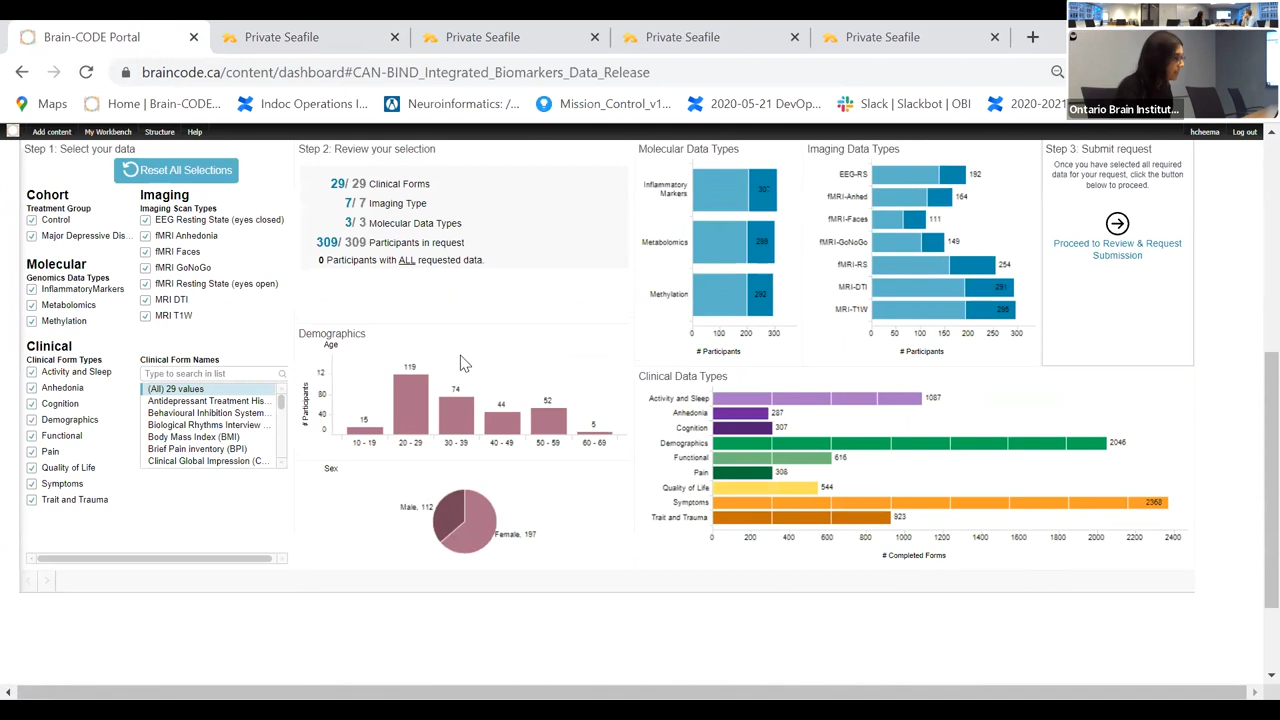 Brain-CODE Portal
Private Seafile
Private Seafile
Private Seafile
Private Seafile
braincode.ca/content/dashboard#CAN-BIND_Integrated_Biomarkers_Data_Release
Maps
Home | Brain-CODE...
Indoc Operations I...
Neuroinformatics: /...
Mission_Control_v1...
2020-05-21 DevOp...
Slack | Slackbot | OBI
2020-2021
Ontario Brain Institut...
Add content
My Workbench
Structure
Help
hcheema
Log out
Step 1: Select your data
Reset All Selections
Cohort
Treatment Group
Control
Major Depressive Dis...
Molecular
Genomics Data Types
InflammatoryMarkers
Metabolomics
Methylation
Imaging
Imaging Scan Types
EEG Resting State (eyes closed)
fMRI Anhedonia
fMRI Faces
fMRI GoNoGo
fMRI Resting State (eyes open)
MRI DTI
MRI T1W
Clinical
Clinical Form Types
Activity and Sleep
Anhedonia
Cognition
Demographics
Functional
Pain
Quality of Life
Symptoms
Trait and Trauma
Clinical Form Names
Type to search in list
(All) 29 values
Antidepressant Treatment His...
Behavioural Inhibition System...
Biological Rhythms Interview ...
Body Mass Index (BMI)
Brief Pain Inventory (BPI)
Clinical Global Impression (C...
Step 2: Review your selection
29/ 29 Clinical Forms
7/ 7 Imaging Type
3/ 3 Molecular Data Types
309/ 309 Participants in request
0 Participants with ALL requested data.
Demographics
Age
# Participants
12
80
40
0
15
119
74
44
52
5
10 - 19
20 - 29
30 - 39
40 - 49
50 - 59
60 - 69
Sex
Male, 112
Female, 197
Molecular Data Types
Inflammatory
Markers
Metabolomics
298
Methylation
292
0 100 200 300
# Participants
Imaging Data Types
EEG-RS 192
fMRI-Anhed 164
fMRI-Faces 111
fMRI-GoNoGo 149
fMRI-RS 254
MRI-DTI 291
MRI-T1W 295
0 50 100 150 200 250 300
# Participants
Clinical Data Types
Activity and Sleep 1087
Anhedonia 287
Cognition 307
Demographics 2046
Functional 616
Pain 306
Quality of Life 544
Symptoms 2368
Trait and Trauma 923
0 200 400 600 800 1000 1200 1400 1600 1800 2000 2200 2400
# Completed Forms
Step 3: Submit request
Once you have selected all required
data for your request, click the button
below to proceed.
Proceed to Review & Request
Submission